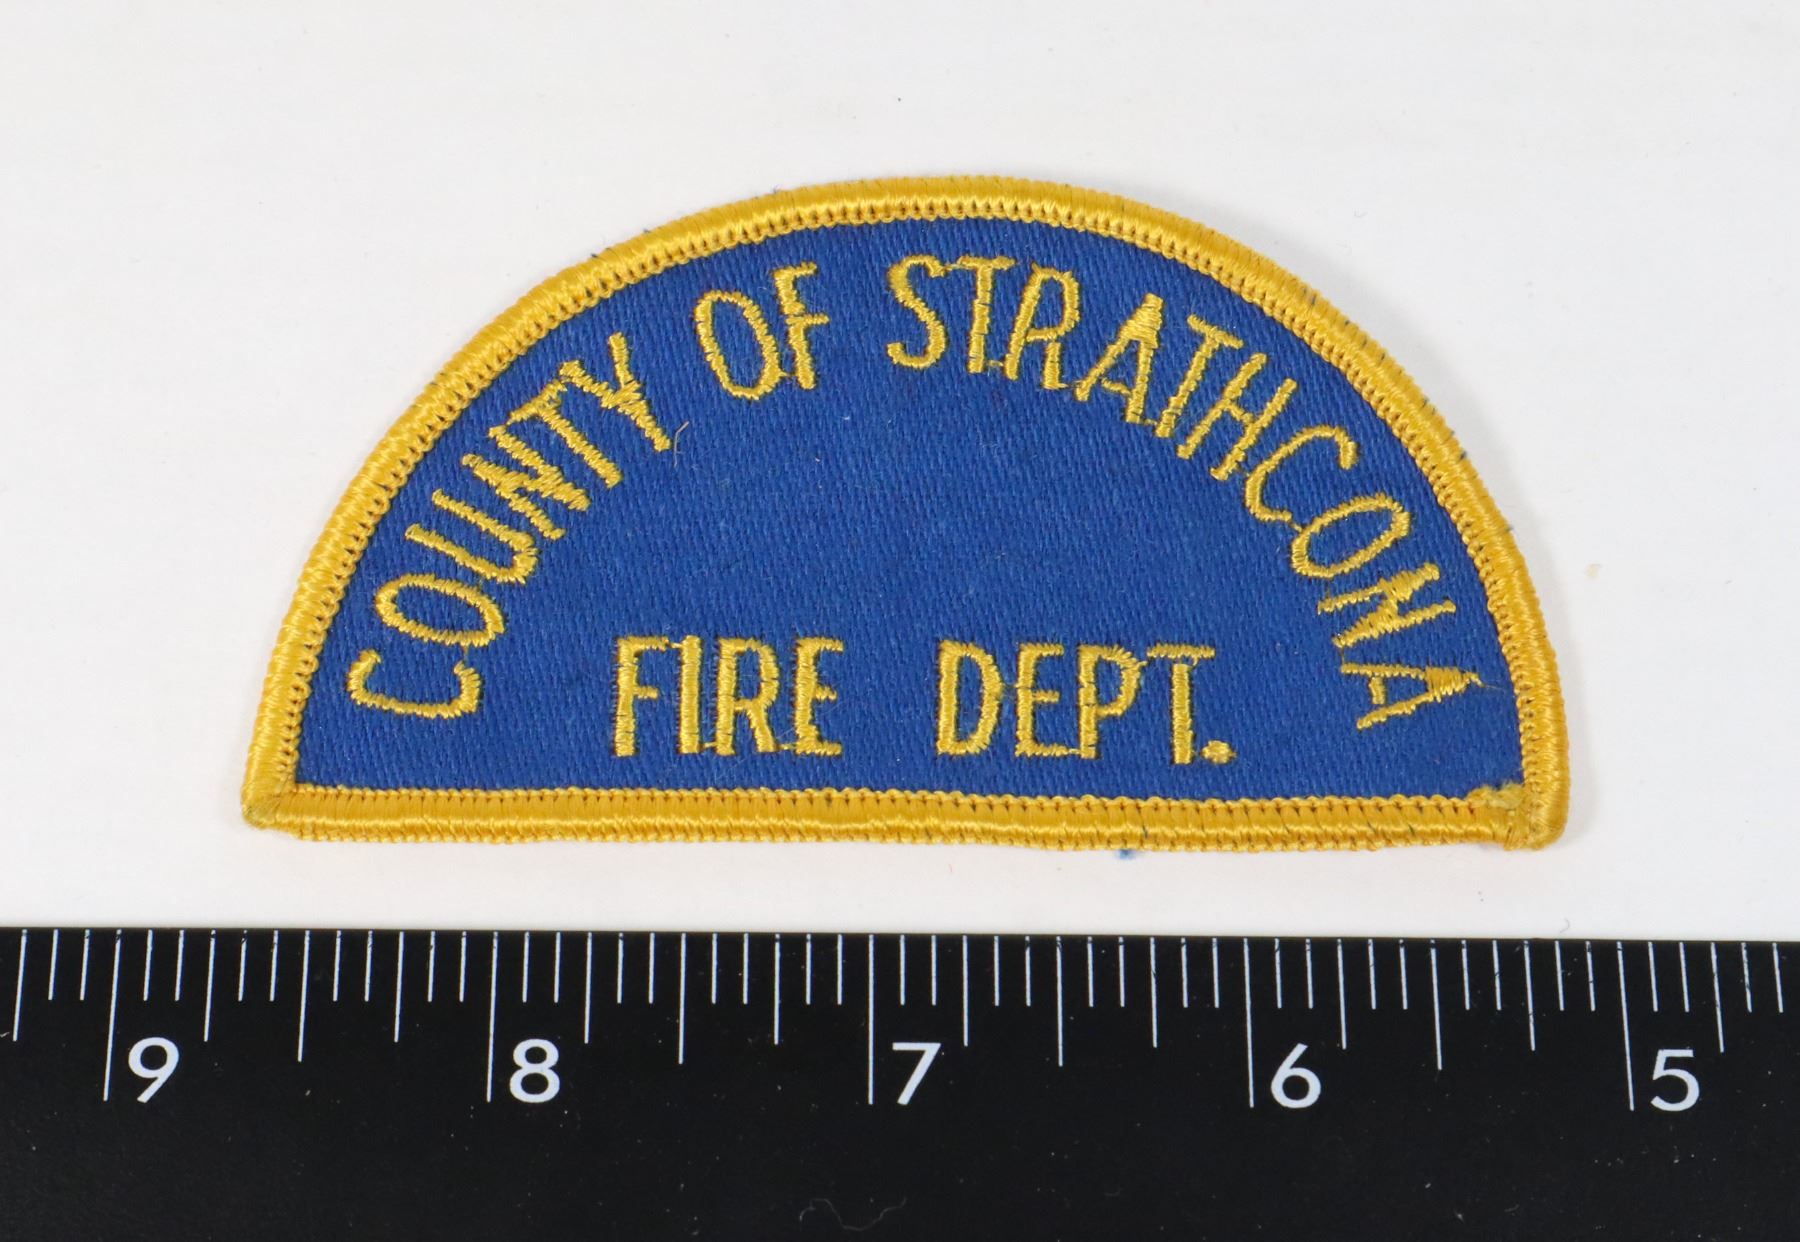 COUNTY OF STRATHCONA
FIRE DEPT.
9 8 7 6 5